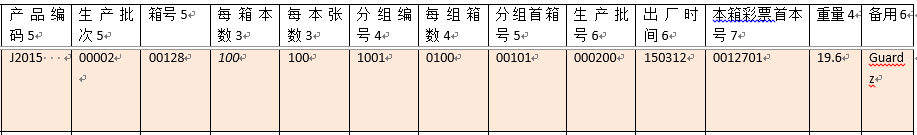 产品编
码 5
生产批
次 5
箱号 5
每箱本
数 3
每本张
数 3
分组编
号 4
每组箱
数 4
分组首箱
号 5
生产批
号 6
出厂时
间 6
本箱彩票首本
号 7
重量 4
备用 6
J2015
00002
00128
100
100
1001
0100
00101
000200
150312
0012701
19.6
Guard
z